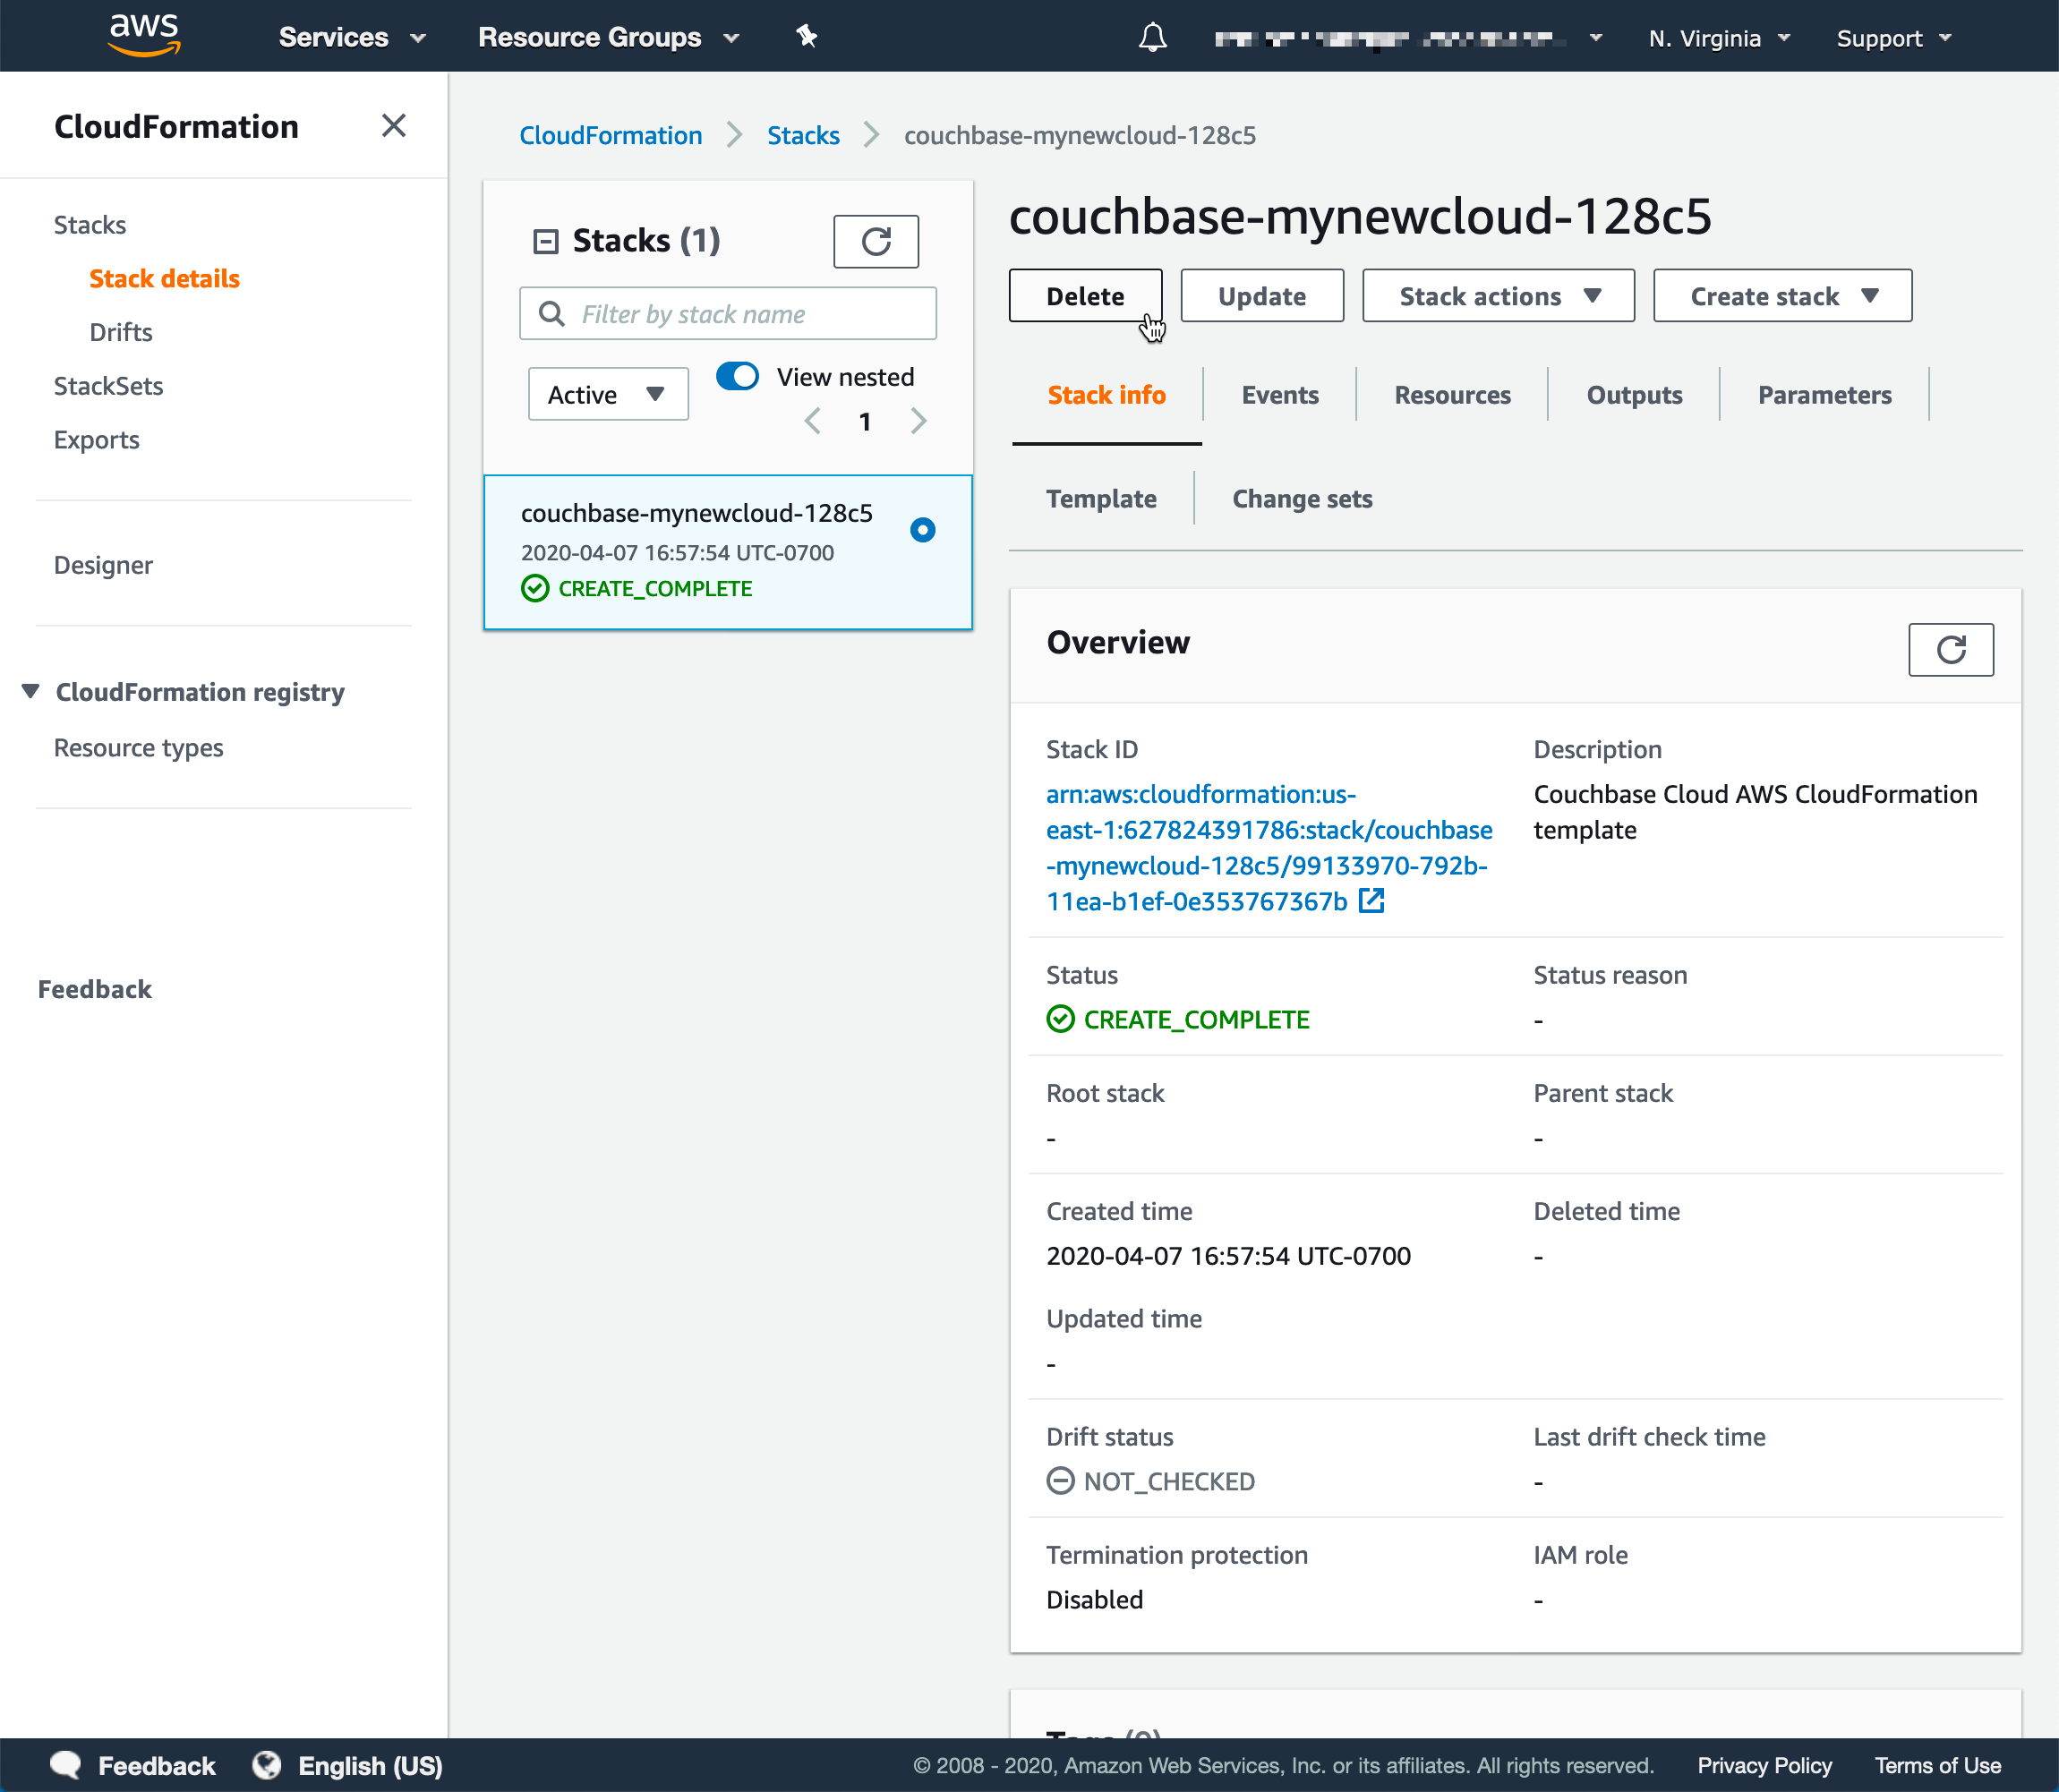 aws Services Resource Groups N. Virginia Support
CloudFormation
Stacks
Stack details
Drifts
StackSets
Exports
Designer
CloudFormation registry
Resource types
Feedback
CloudFormation Stacks couchbase-mynewcloud-128c5
Stacks (1)
Filter by stack name
Active View nested
1
couchbase-mynewcloud-128c5
2020-04-07 16:57:54 UTC-0700
CREATE_COMPLETE
couchbase-mynewcloud-128c5
Delete Update Stack actions Create stack
Stack info Events Resources Outputs Parameters
Template Change sets
Overview
Stack ID
arn:aws:cloudformation:us-
east-1:627824391786:stack/couchbase
-mynewcloud-128c5/99133970-792b-
11ea-b1ef-0e353767367b
Description
Couchbase Cloud AWS CloudFormation
template
Status
CREATE_COMPLETE
Status reason
-
Root stack
-
Parent stack
-
Created time
2020-04-07 16:57:54 UTC-0700
Deleted time
-
Updated time
-
Drift status
NOT_CHECKED
Last drift check time
-
Termination protection
Disabled
IAM role
-
Feedback English (US) © 2008 - 2020, Amazon Web Services, Inc. or its affiliates. All rights reserved. Privacy Policy Terms of Use